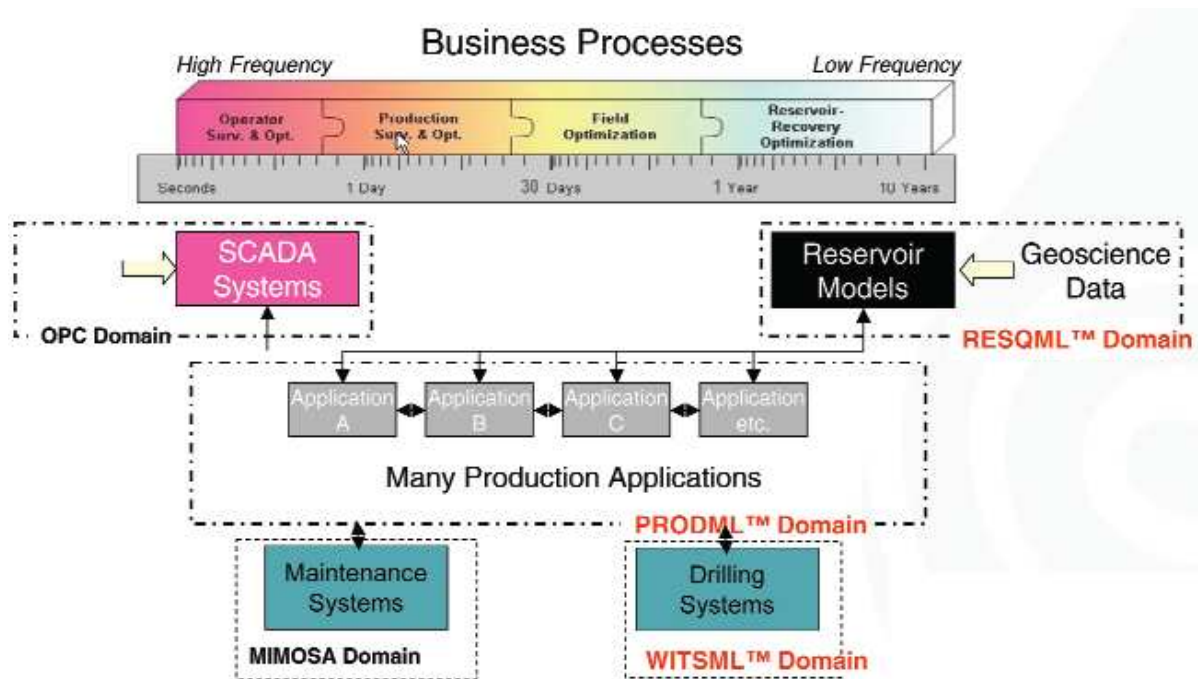 Business Processes
High Frequency
Low Frequency
Operator
Surv. & Opt.
Production
Surv. & Opt.
Field
Optimization
Reservoir-
Recovery
Optimization
Seconds
1 Day
30 Days
1 Year
10 Years
SCADA
Systems
OPC Domain
Reservoir
Models
Geoscience
Data
RESQML™ Domain
Application
A
Application
B
Application
C
Application
etc.
Many Production Applications
PRODML™ Domain
Maintenance
Systems
MIMOSA Domain
Drilling
Systems
WITSML™ Domain